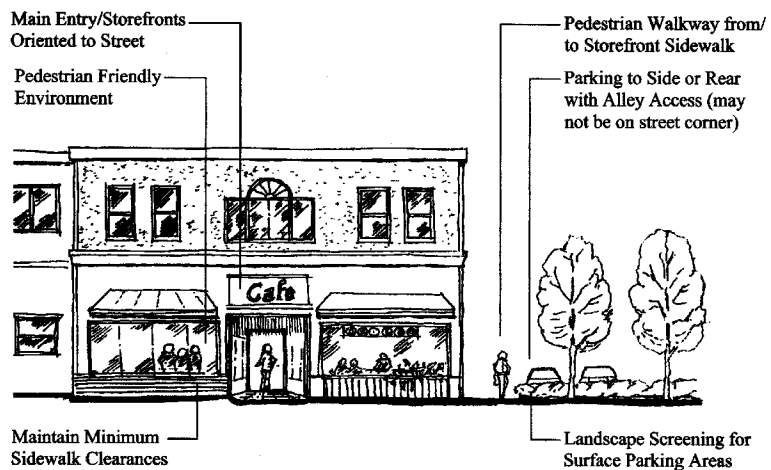 Main Entry/Storefronts
Oriented to Street
Pedestrian Friendly
Environment
Pedestrian Walkway from/
to Storefront Sidewalk
Parking to Side or Rear
with Alley Access (may
not be on street corner)
Cafe
Maintain Minimum
Sidewalk Clearances
Landscape Screening for
Surface Parking Areas